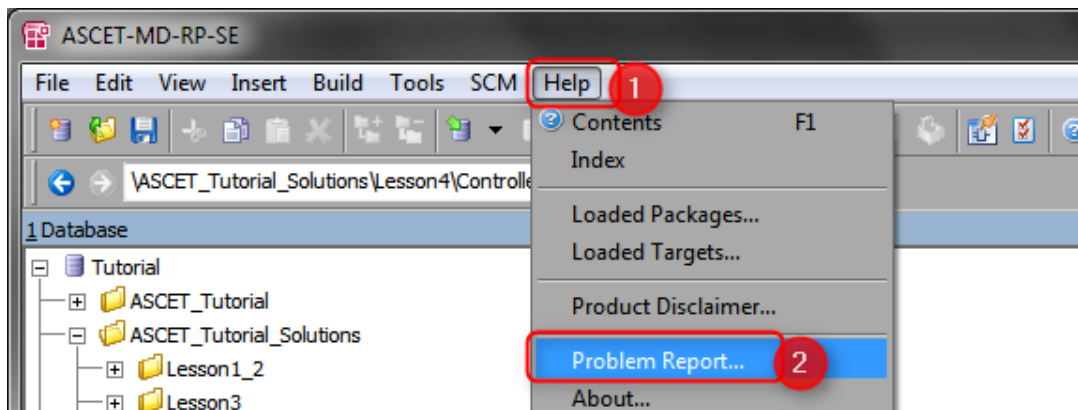 ASCET-MD-RP-SE
File Edit View Insert Build Tools SCM Help 1
Contents F1
Index
\ASCET_Tutorial_Solutions\Lesson4\Controlle
Loaded Packages...
1 Database
Loaded Targets...
Tutorial
ASCET_Tutorial
Product Disclaimer...
ASCET_Tutorial_Solutions
Problem Report... 2
Lesson1_2
About...
Lesson3